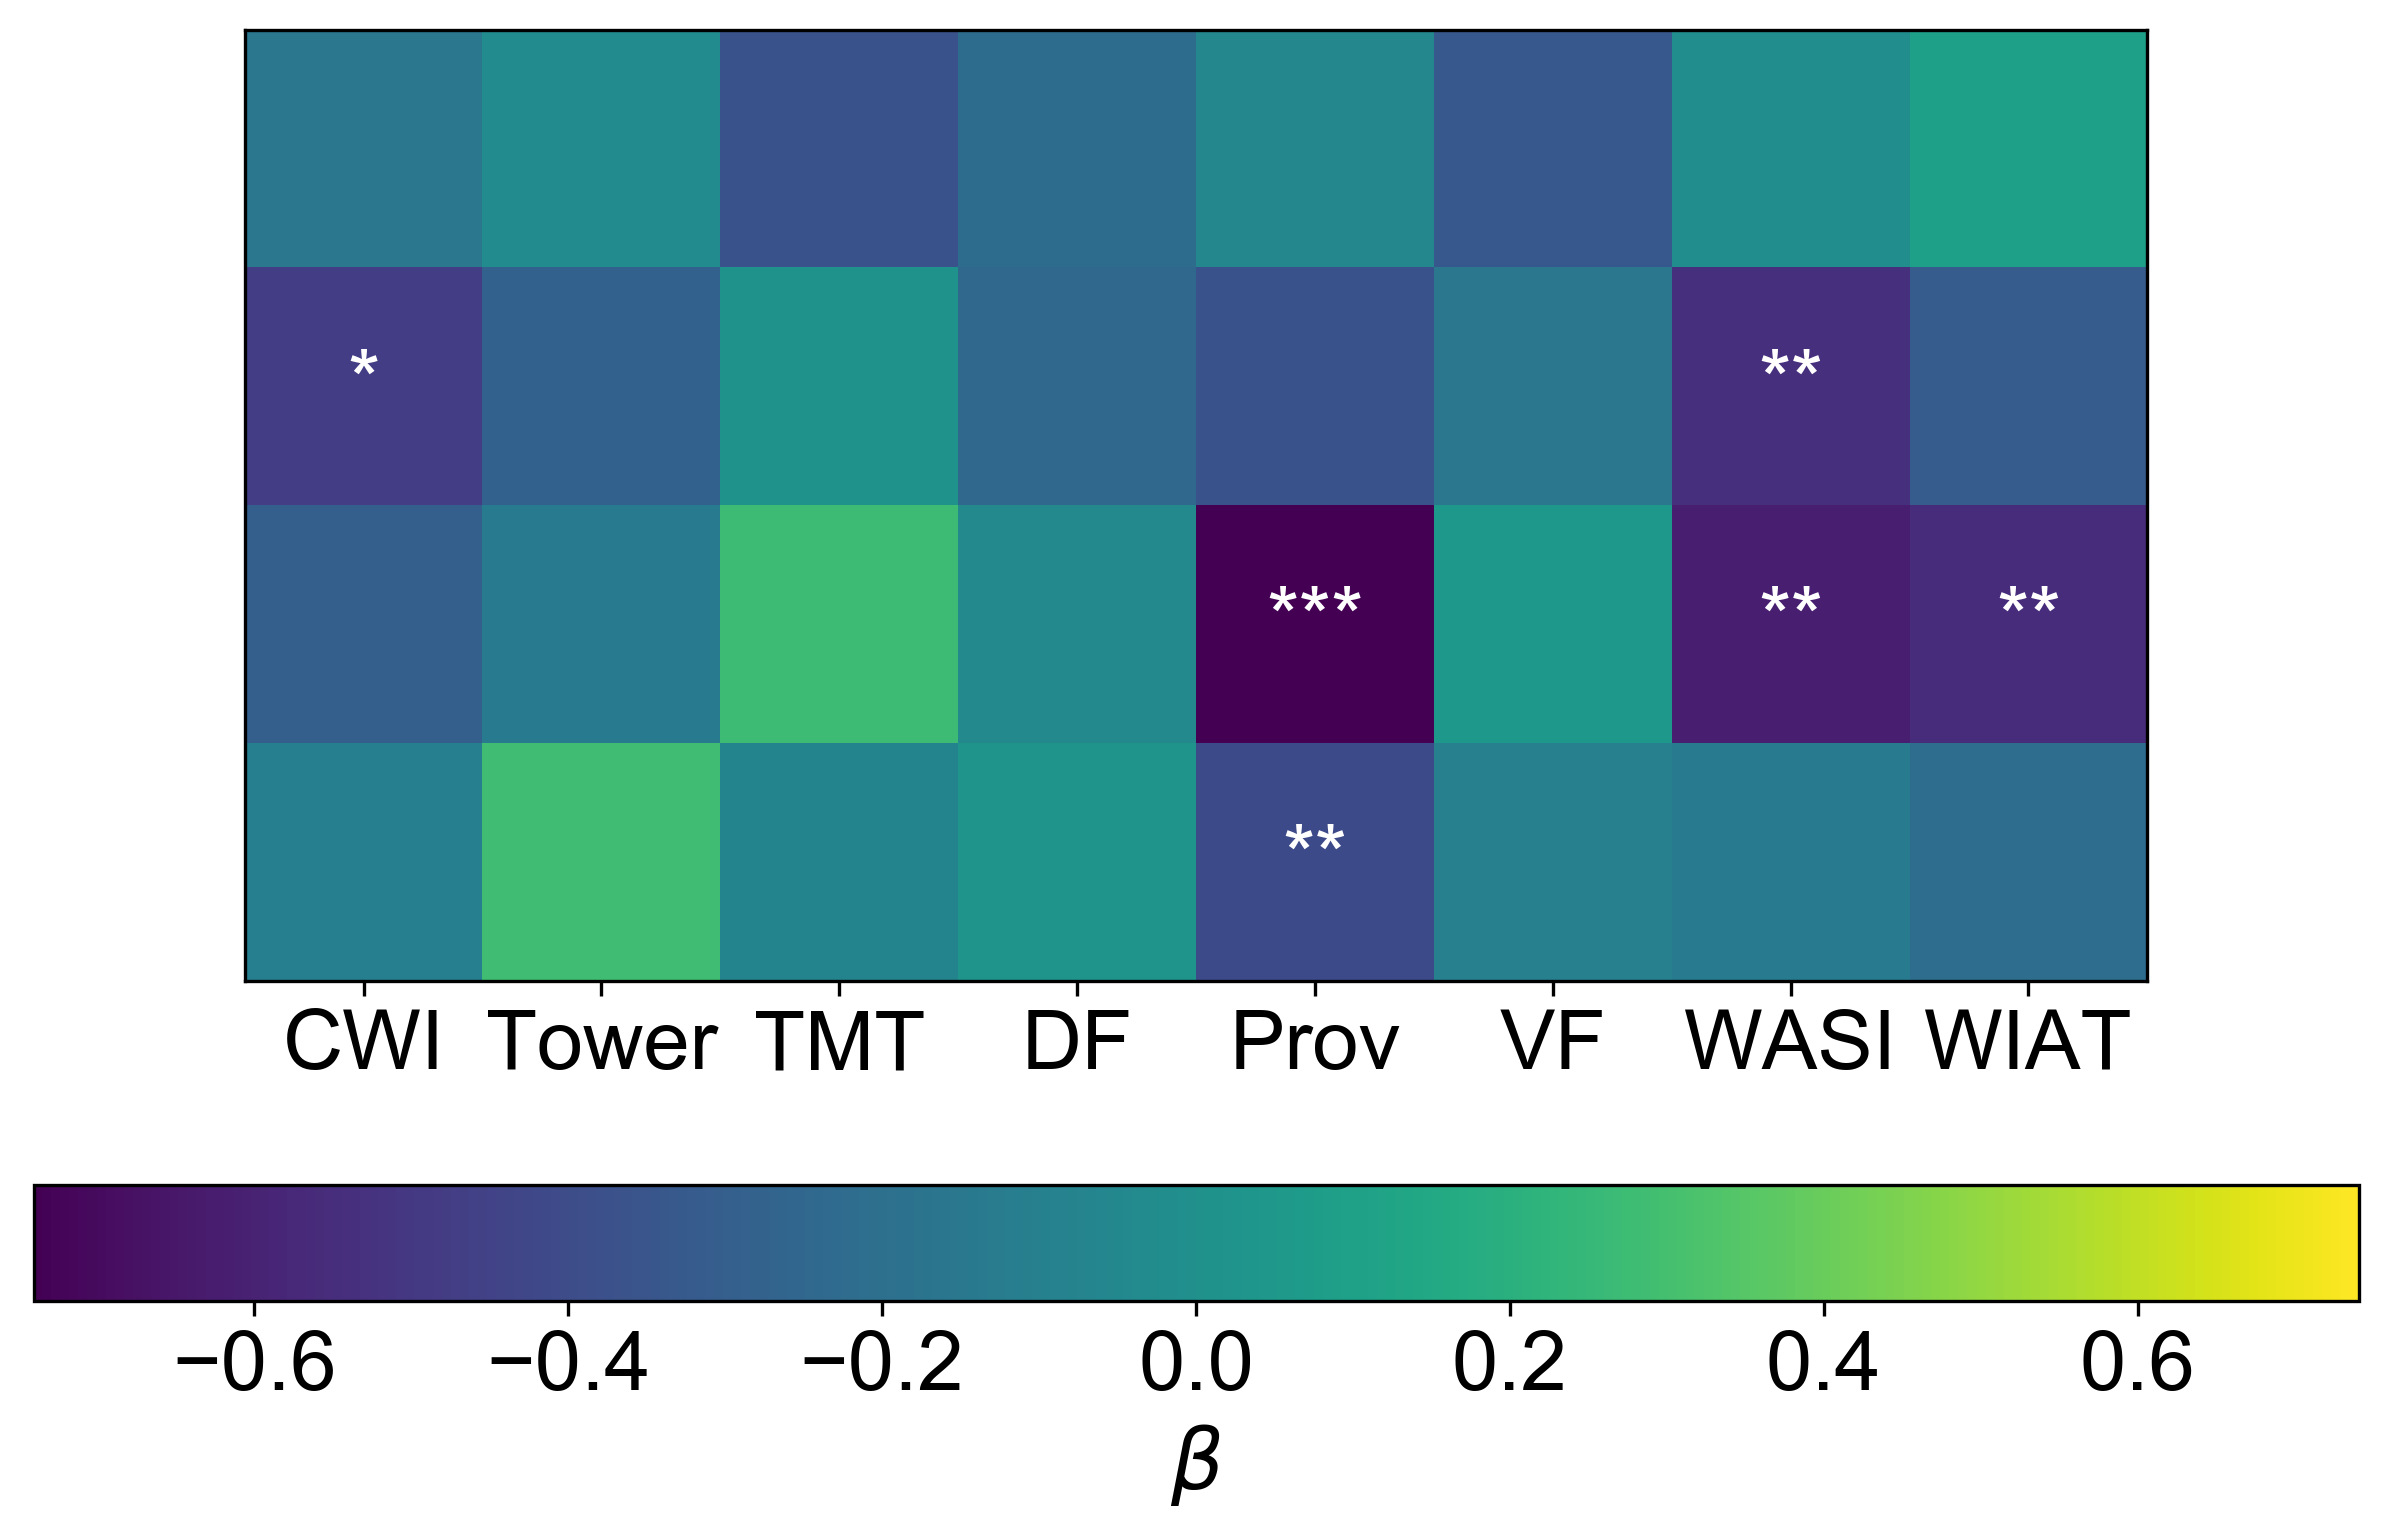 * **
*** ** **
**
CWI Tower TMT DF Prov VF WASI WIAT
−0.6 −0.4 −0.2 0.0 0.2 0.4 0.6
β